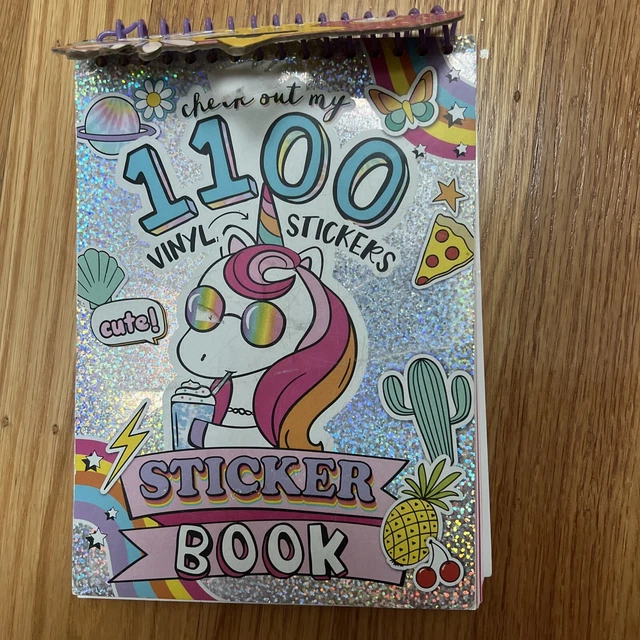 check out my
1100
VINYL STICKERS
cute!
STICKER
BOOK